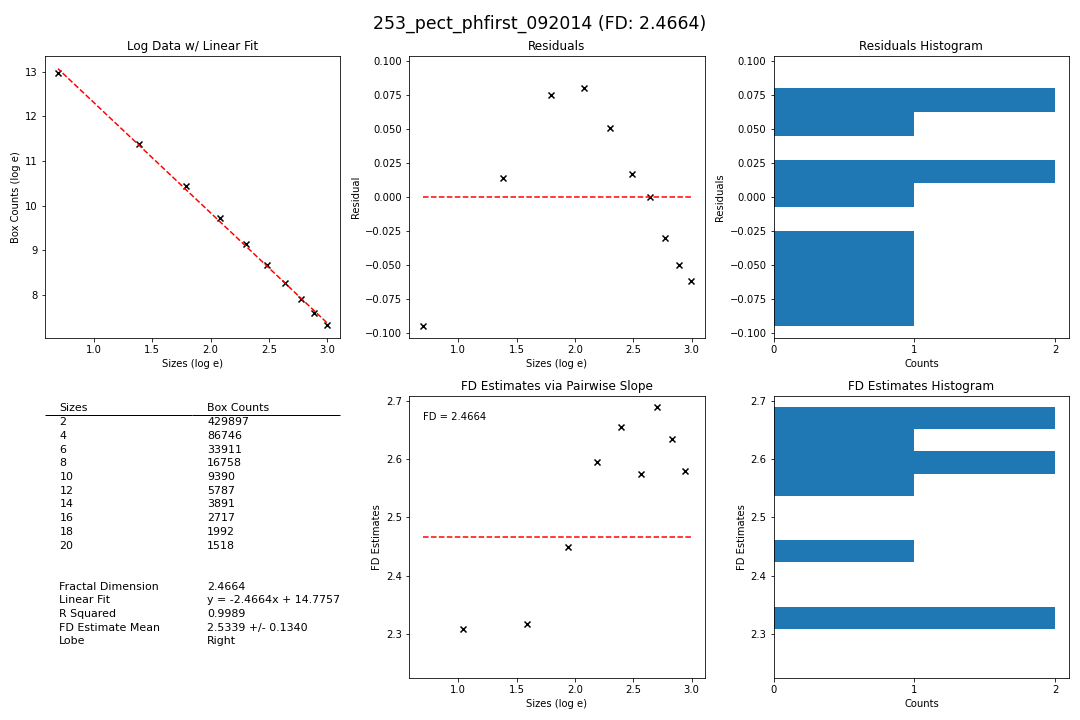 253_pect_phfirst_092014 (FD: 2.4664)
Log Data w/ Linear Fit
Box Counts (log e)
13
12
11
10
9
8
1.0 1.5 2.0 2.5 3.0
Sizes (log e)
Residuals
Residual
0.100
0.075
0.050
0.025
0.000
−0.025
−0.050
−0.075
−0.100
1.0 1.5 2.0 2.5 3.0
Sizes (log e)
Residuals Histogram
Residuals
0.100
0.075
0.050
0.025
0.000
−0.025
−0.050
−0.075
−0.100
0 1 2
Counts
Sizes Box Counts
2 429897
4 86746
6 33911
8 16758
10 9390
12 5787
14 3891
16 2717
18 1992
20 1518
Fractal Dimension 2.4664
Linear Fit y = -2.4664x + 14.7757
R Squared 0.9989
FD Estimate Mean 2.5339 +/- 0.1340
Lobe Right
FD Estimates via Pairwise Slope
FD = 2.4664
FD Estimates
2.7
2.6
2.5
2.4
2.3
1.0 1.5 2.0 2.5 3.0
Sizes (log e)
FD Estimates Histogram
FD Estimates
2.7
2.6
2.5
2.4
2.3
0 1 2
Counts